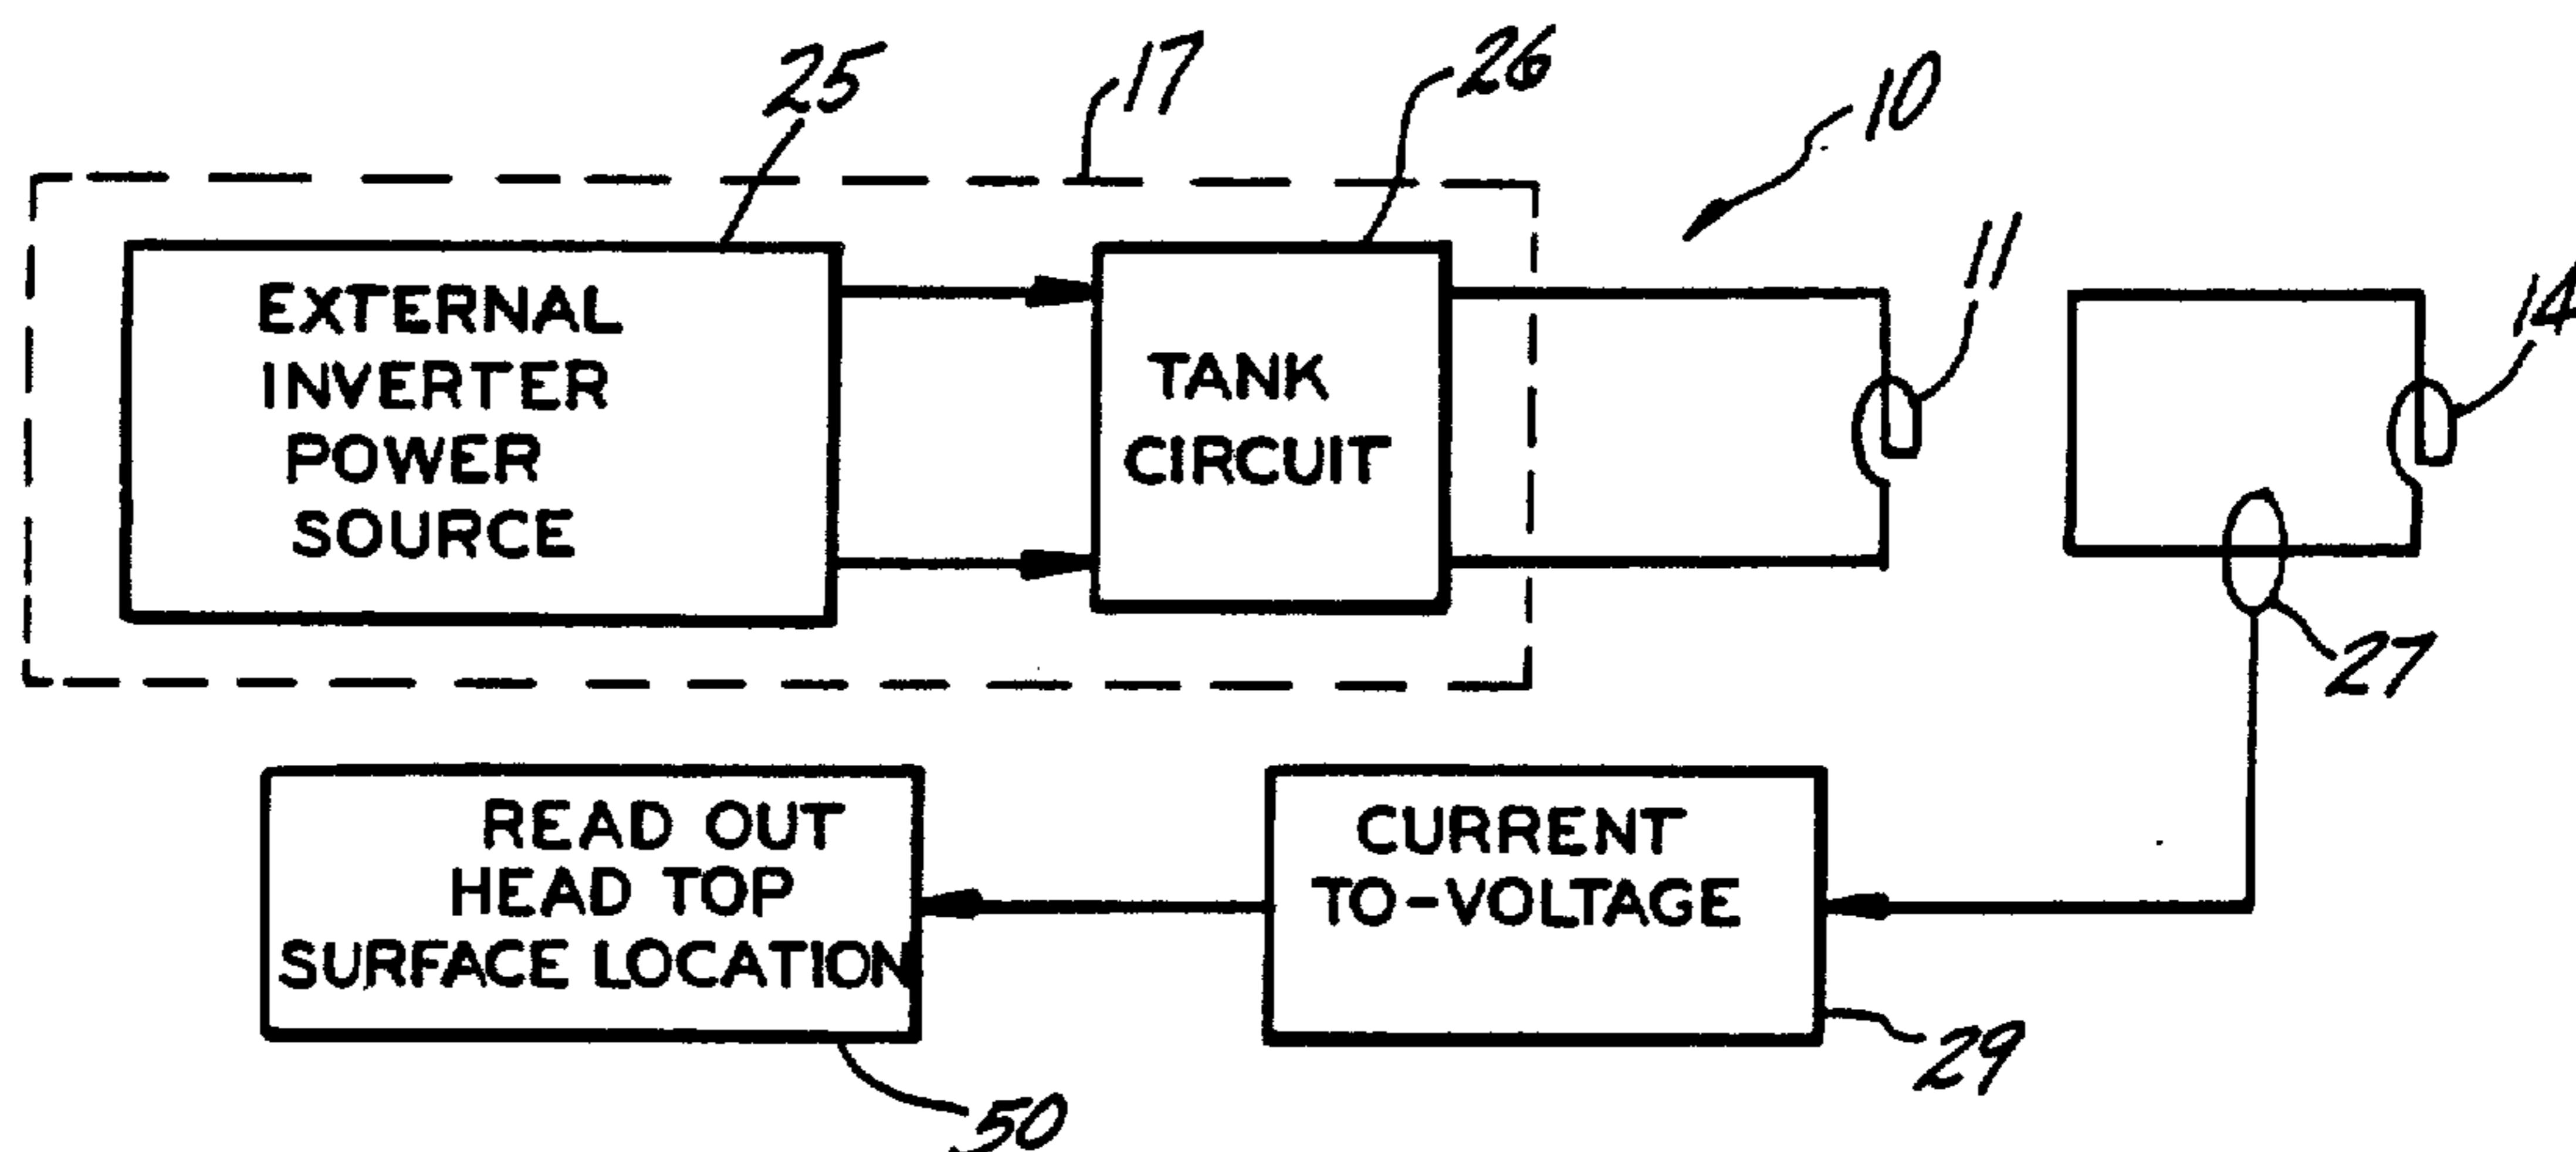 25
17
26
10
11
14
EXTERNAL
INVERTER
POWER
SOURCE
TANK
CIRCUIT
27
READ OUT
HEAD TOP
SURFACE LOCATION
CURRENT
TO-VOLTAGE
29
50